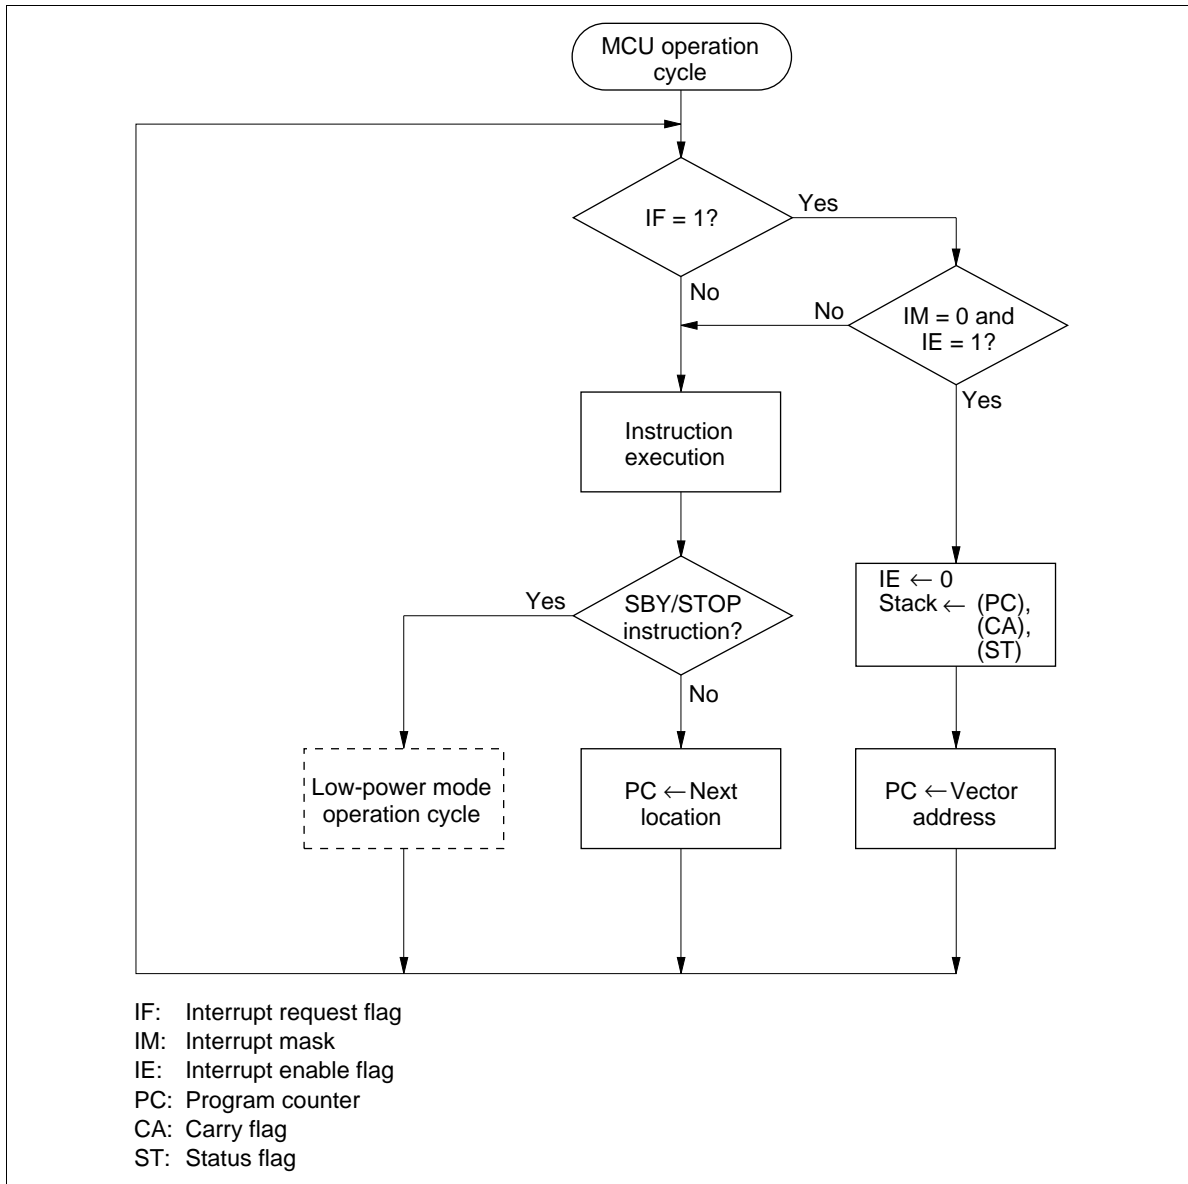 MCU operation
cycle
IF = 1?
Yes
No
IM = 0 and
IE = 1?
No
Yes
Instruction
execution
SBY/STOP
instruction?
Yes
No
IE ← 0
Stack ← (PC),
(CA),
(ST)
Low-power mode
operation cycle
PC ← Next
location
PC ← Vector
address
IF: Interrupt request flag
IM: Interrupt mask
IE: Interrupt enable flag
PC: Program counter
CA: Carry flag
ST: Status flag